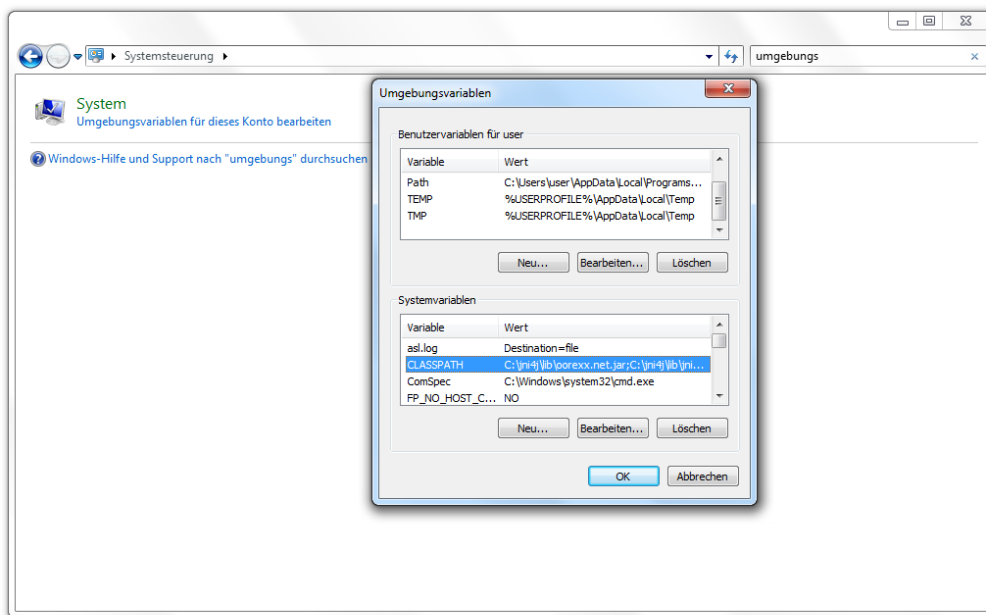 Systemsteuerung
umgebungs
System
Umgebungsvariablen für dieses Konto bearbeiten
Windows-Hilfe und Support nach "umgebungs" durchsuchen
Umgebungsvariablen
Benutzervariablen für user
Variable Wert
Path C:\Users\user\AppData\Local\Programs...
TEMP %USERPROFILE%\AppData\Local\Temp
TMP %USERPROFILE%\AppData\Local\Temp
Neu... Bearbeiten... Löschen
Systemvariablen
Variable Wert
asl.log Destination=file
CLASSPATH C:\jni4j\lib\oorexx.net.jar;C:\jni4j\lib\jni...
ComSpec C:\Windows\system32\cmd.exe
FP_NO_HOST_C... NO
Neu... Bearbeiten... Löschen
OK Abbrechen